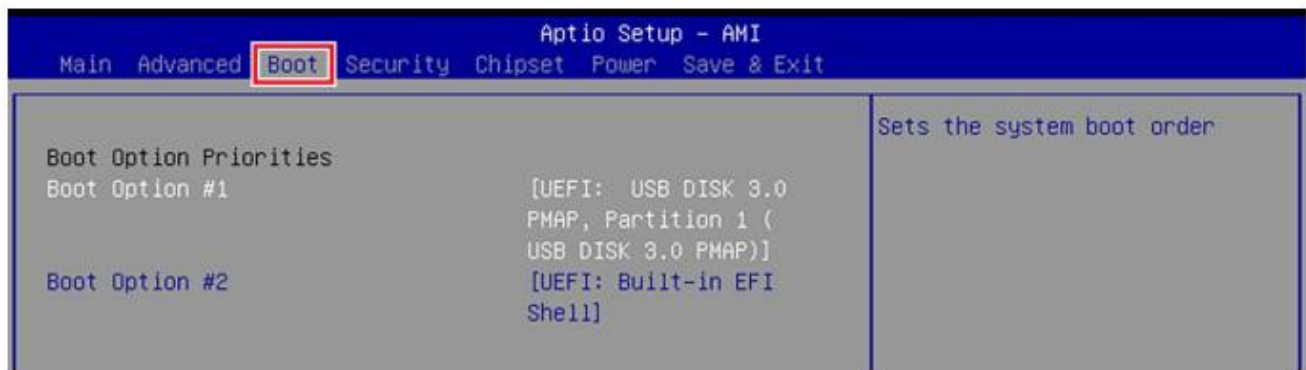 Aptio Setup – AMI
Main Advanced Boot Security Chipset Power Save & Exit
Sets the system boot order
Boot Option Priorities
Boot Option #1 [UEFI: USB DISK 3.0
PMAP, Partition 1 (
USB DISK 3.0 PMAP)]
Boot Option #2 [UEFI: Built-in EFI
Shell]